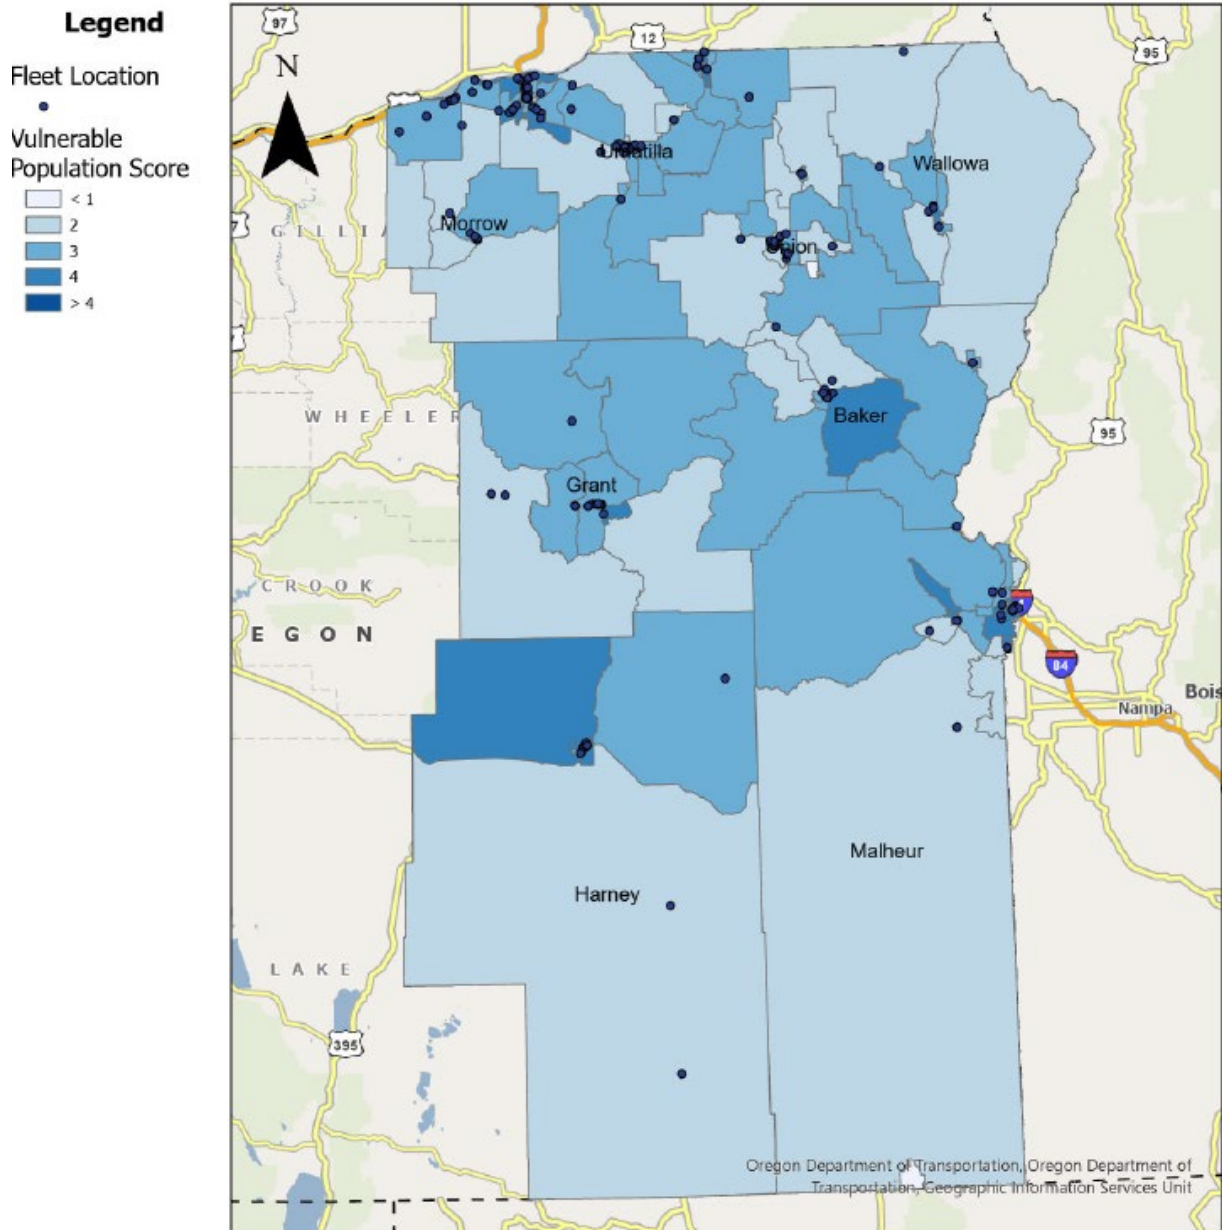 Legend
Fleet Location
Vulnerable
Population Score
< 1
2
3
4
> 4
N
97
12
95
Umatilla
Wallowa
Morrow
GILLIA
Union
Baker
WHEELER
95
Grant
CROOK
EGON
84
Bois
Nampa
Malheur
Harney
LAKE
395
Oregon Department of Transportation, Oregon Department of
Transportation, Geographic Information Services Unit